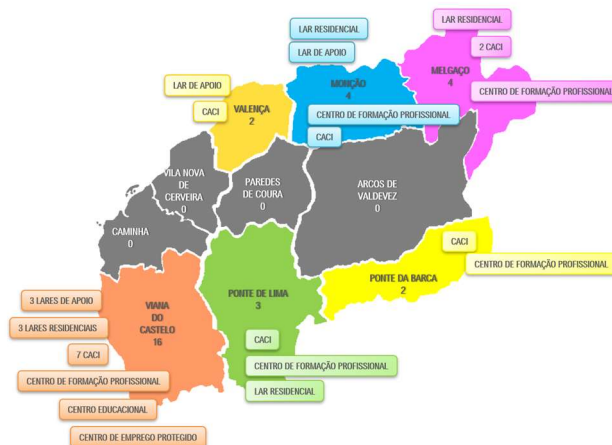 LAR RESIDENCIAL
2 CACI
MELGAÇO
4
CENTRO DE FORMAÇÃO PROFISSIONAL
LAR RESIDENCIAL
LAR DE APOIO
MONÇÃO
4
CENTRO DE FORMAÇÃO PROFISSIONAL
CACI
LAR DE APOIO
CACI
VALENÇA
2
VILA NOVA
DE
CERVEIRA
0
PAREDES
DE COURA
0
ARCOS DE
VALDEVEZ
0
CAMINHA
0
CACI
CENTRO DE FORMAÇÃO PROFISSIONAL
PONTE DA BARCA
2
PONTE DE LIMA
3
CACI
CENTRO DE FORMAÇÃO PROFISSIONAL
LAR RESIDENCIAL
VIANA
DO
CASTELO
16
3 LARES DE APOIO
3 LARES RESIDENCIAIS
7 CACI
CENTRO DE FORMAÇÃO PROFISSIONAL
CENTRO EDUCACIONAL
CENTRO DE EMPREGO PROTEGIDO